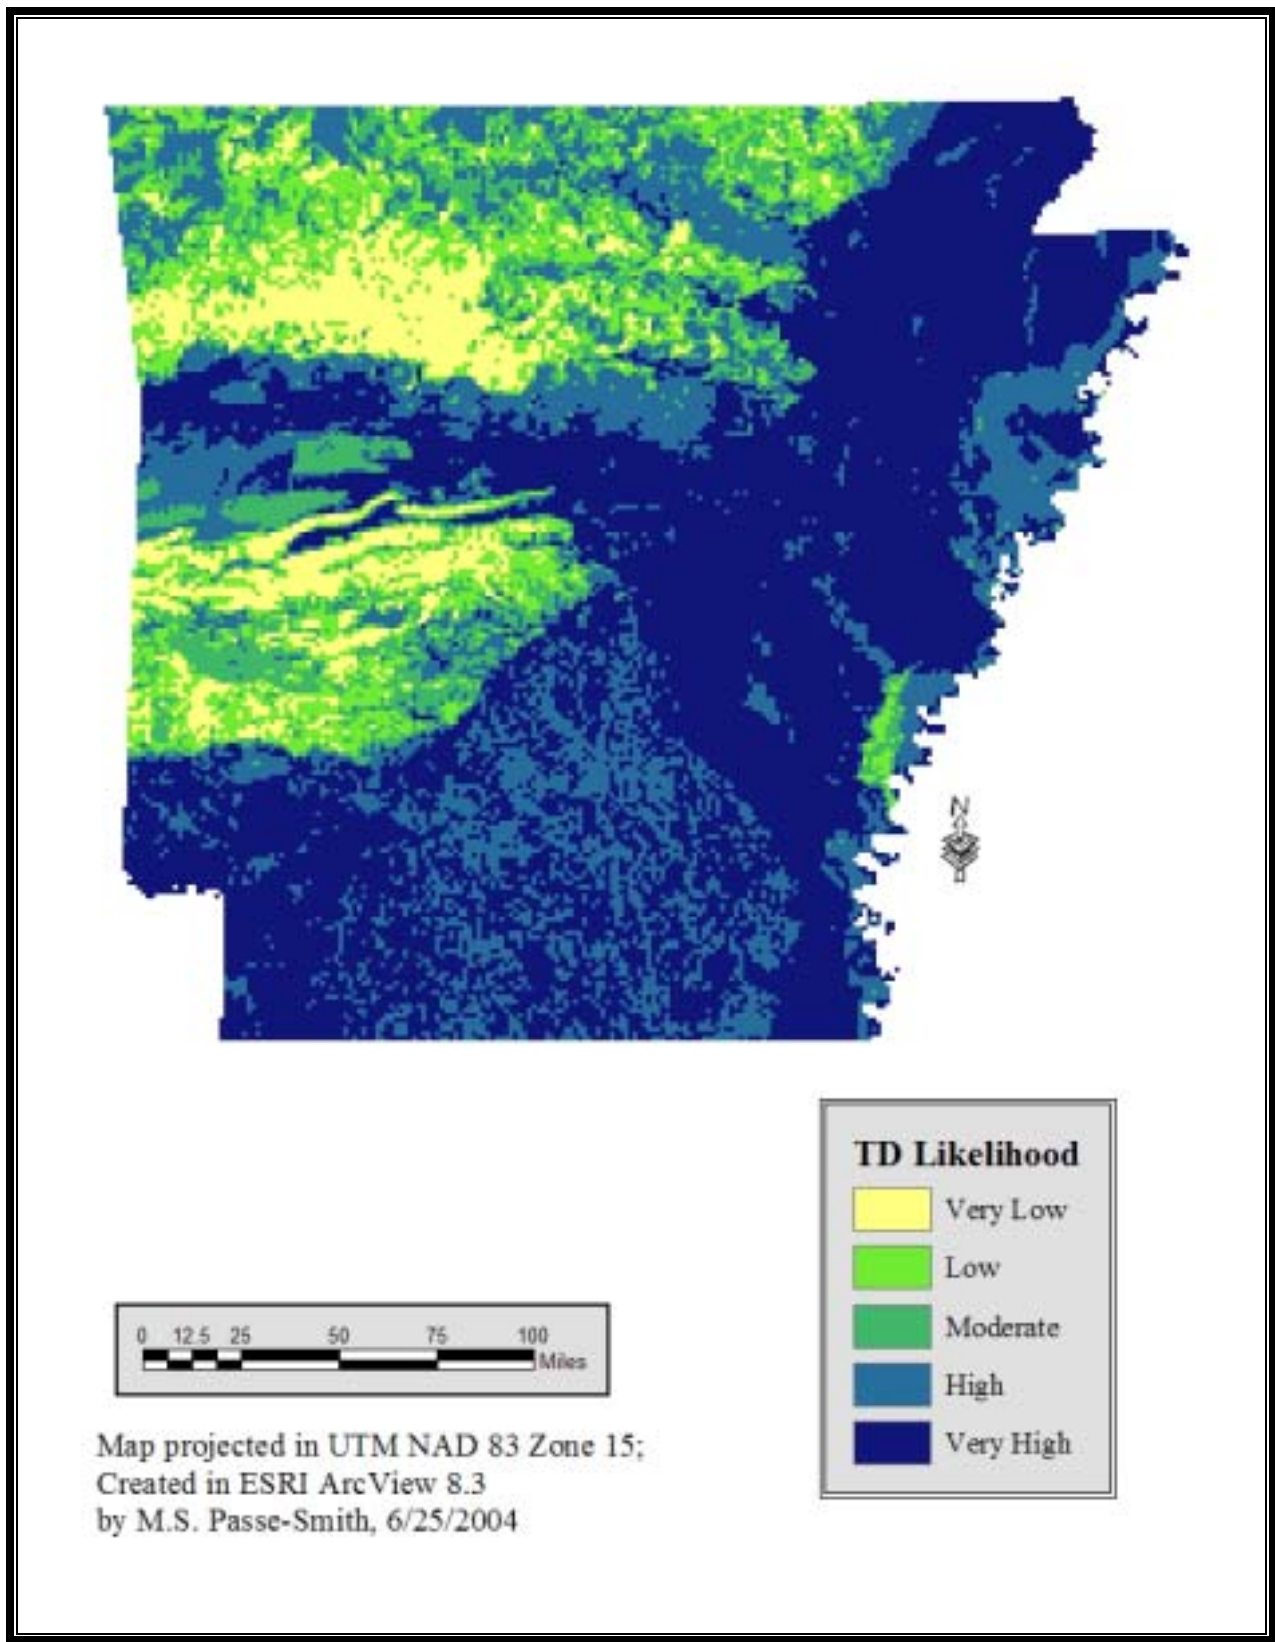 N
TD Likelihood
Very Low
Low
Moderate
High
Very High
0 12.5 25 50 75 100
Miles
Map projected in UTM NAD 83 Zone 15;
Created in ESRI ArcView 8.3
by M.S. Passe-Smith, 6/25/2004